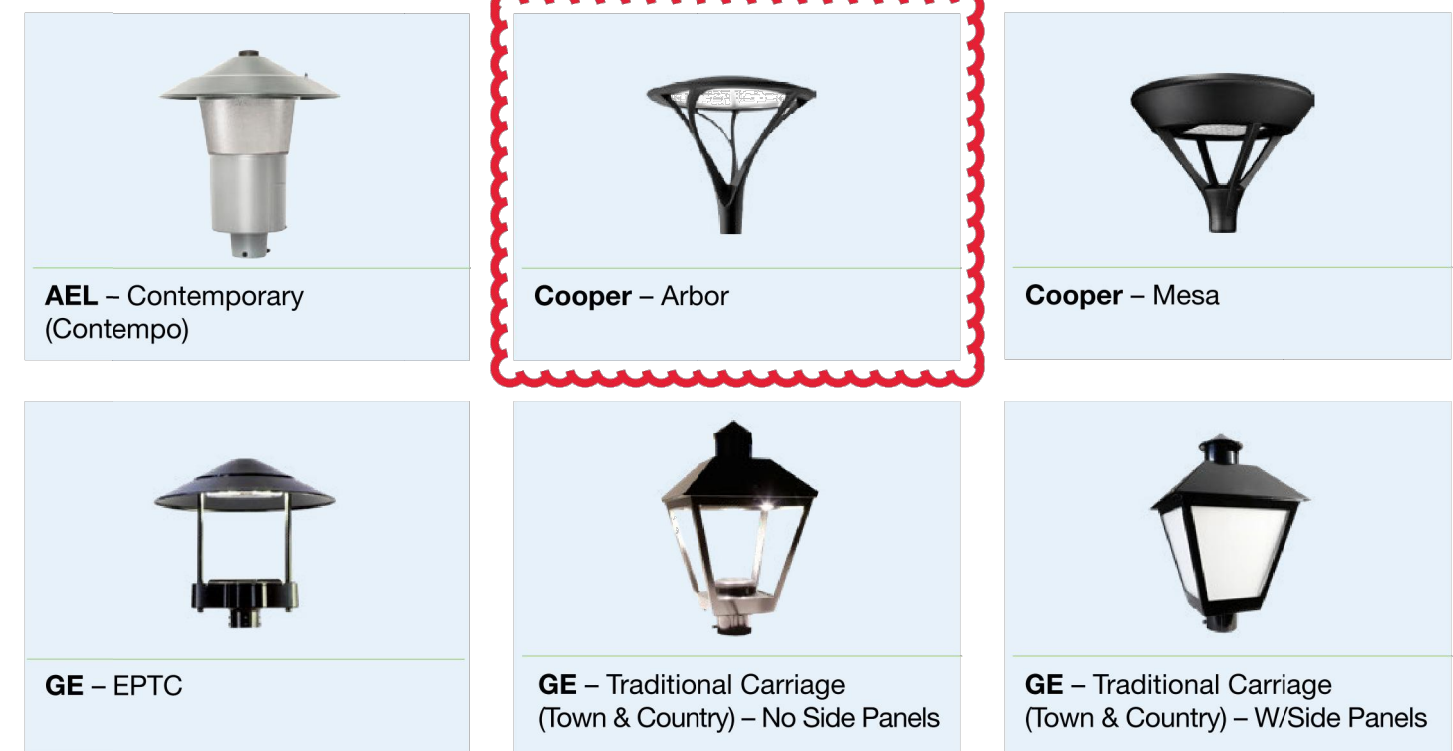 AEL – Contemporary
(Contempo)
Cooper – Arbor
Cooper – Mesa
GE – EPTC
GE – Traditional Carriage
(Town & Country) – No Side Panels
GE – Traditional Carriage
(Town & Country) – W/Side Panels